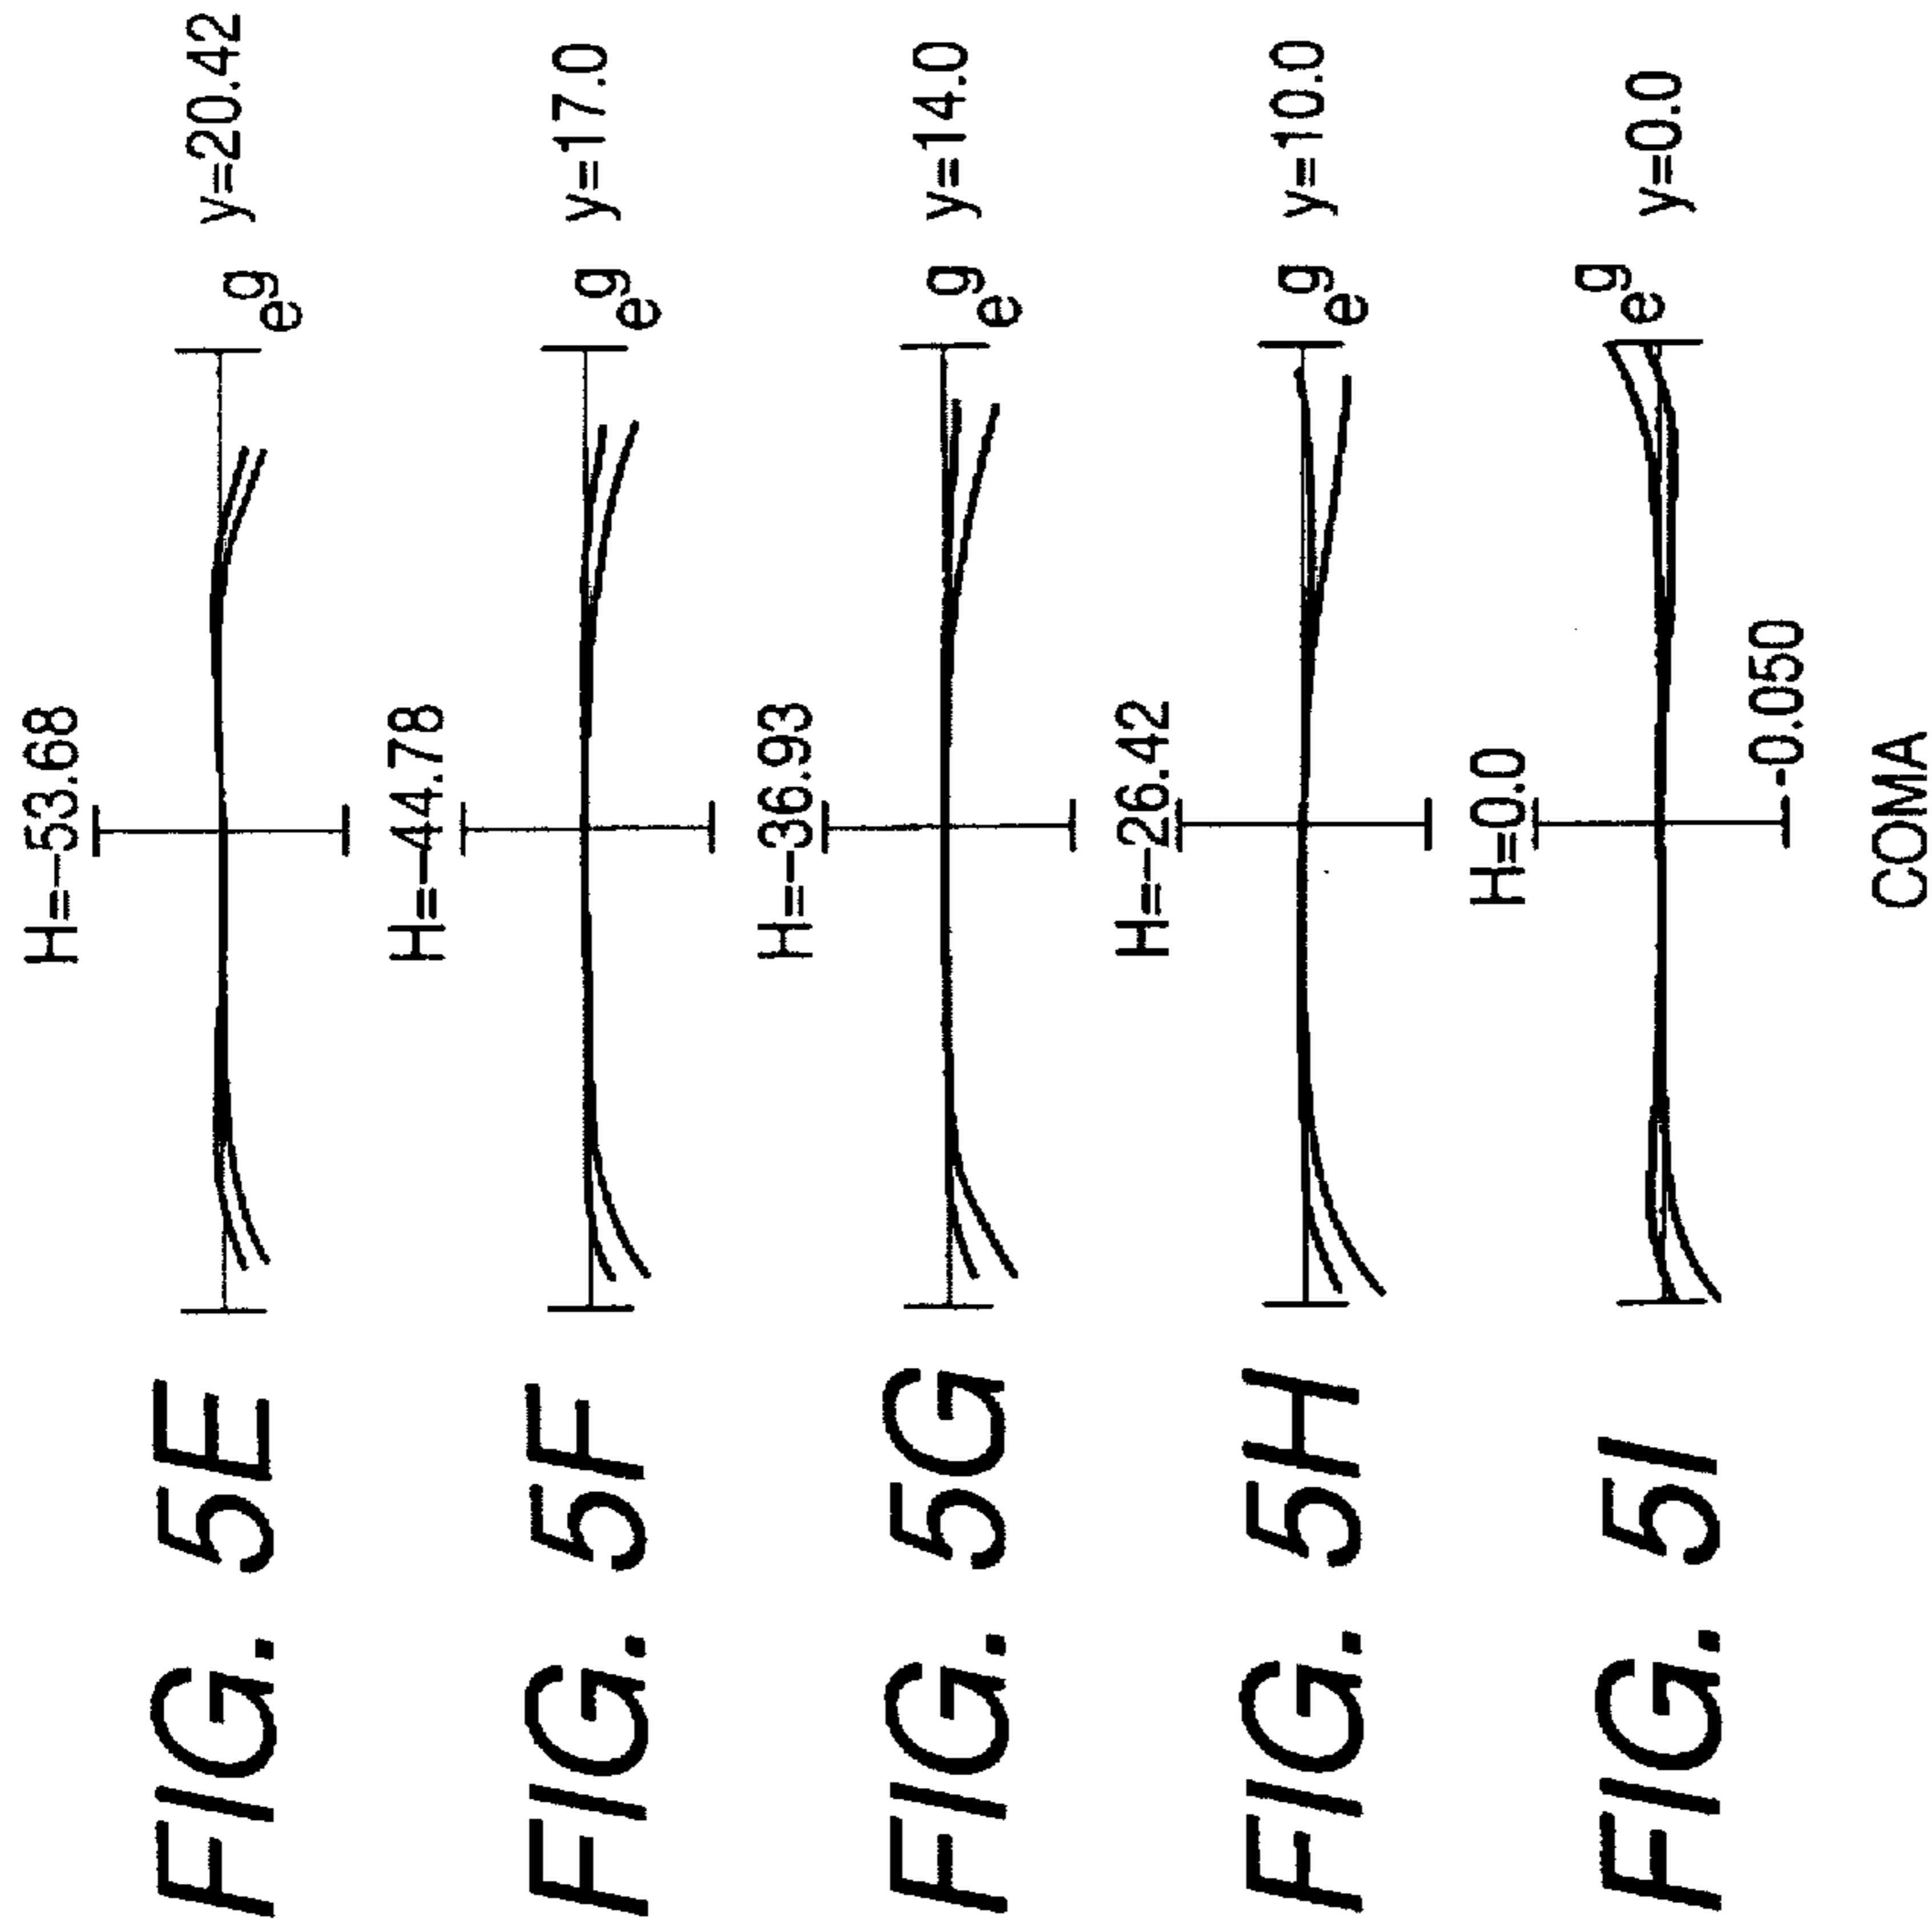 H=-53.68
FIG. 5E
g
e
y=20.42
H=-44.78
FIG. 5F
g
e
y=17.0
H=-36.93
FIG. 5G
g
e
y=14.0
H=-26.42
FIG. 5H
g
e
y=10.0
H=0.0
FIG. 5I
g
e
y=0.0
-0.050
COMA